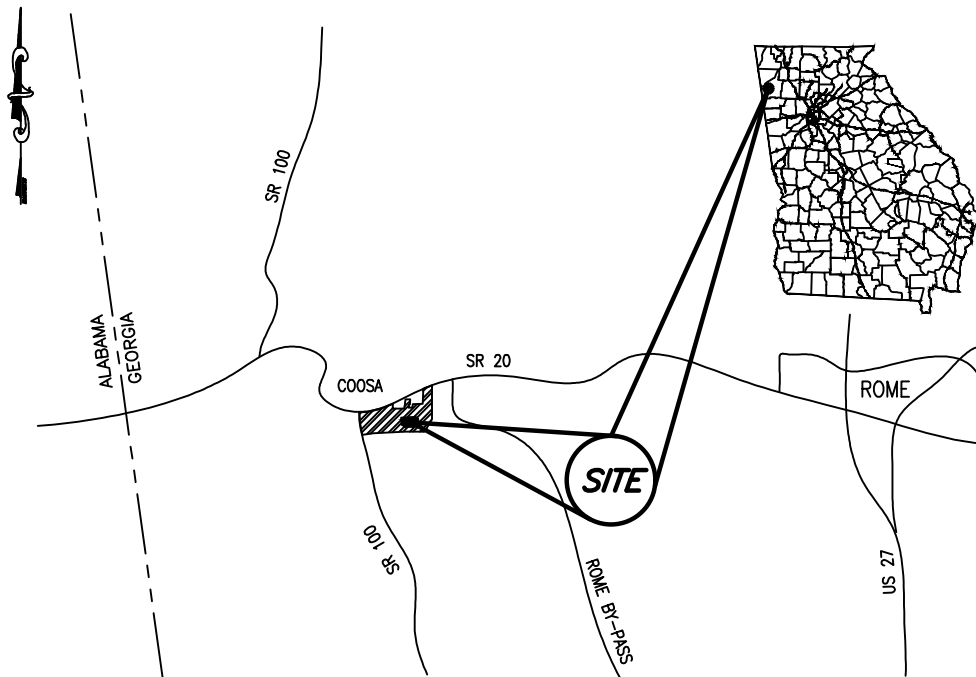 SR 100
ALABAMA
GEORGIA
SR 20
COOSA
ROME
SITE
SR 100
ROME BY-PASS
US 27